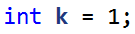 int k = 1;